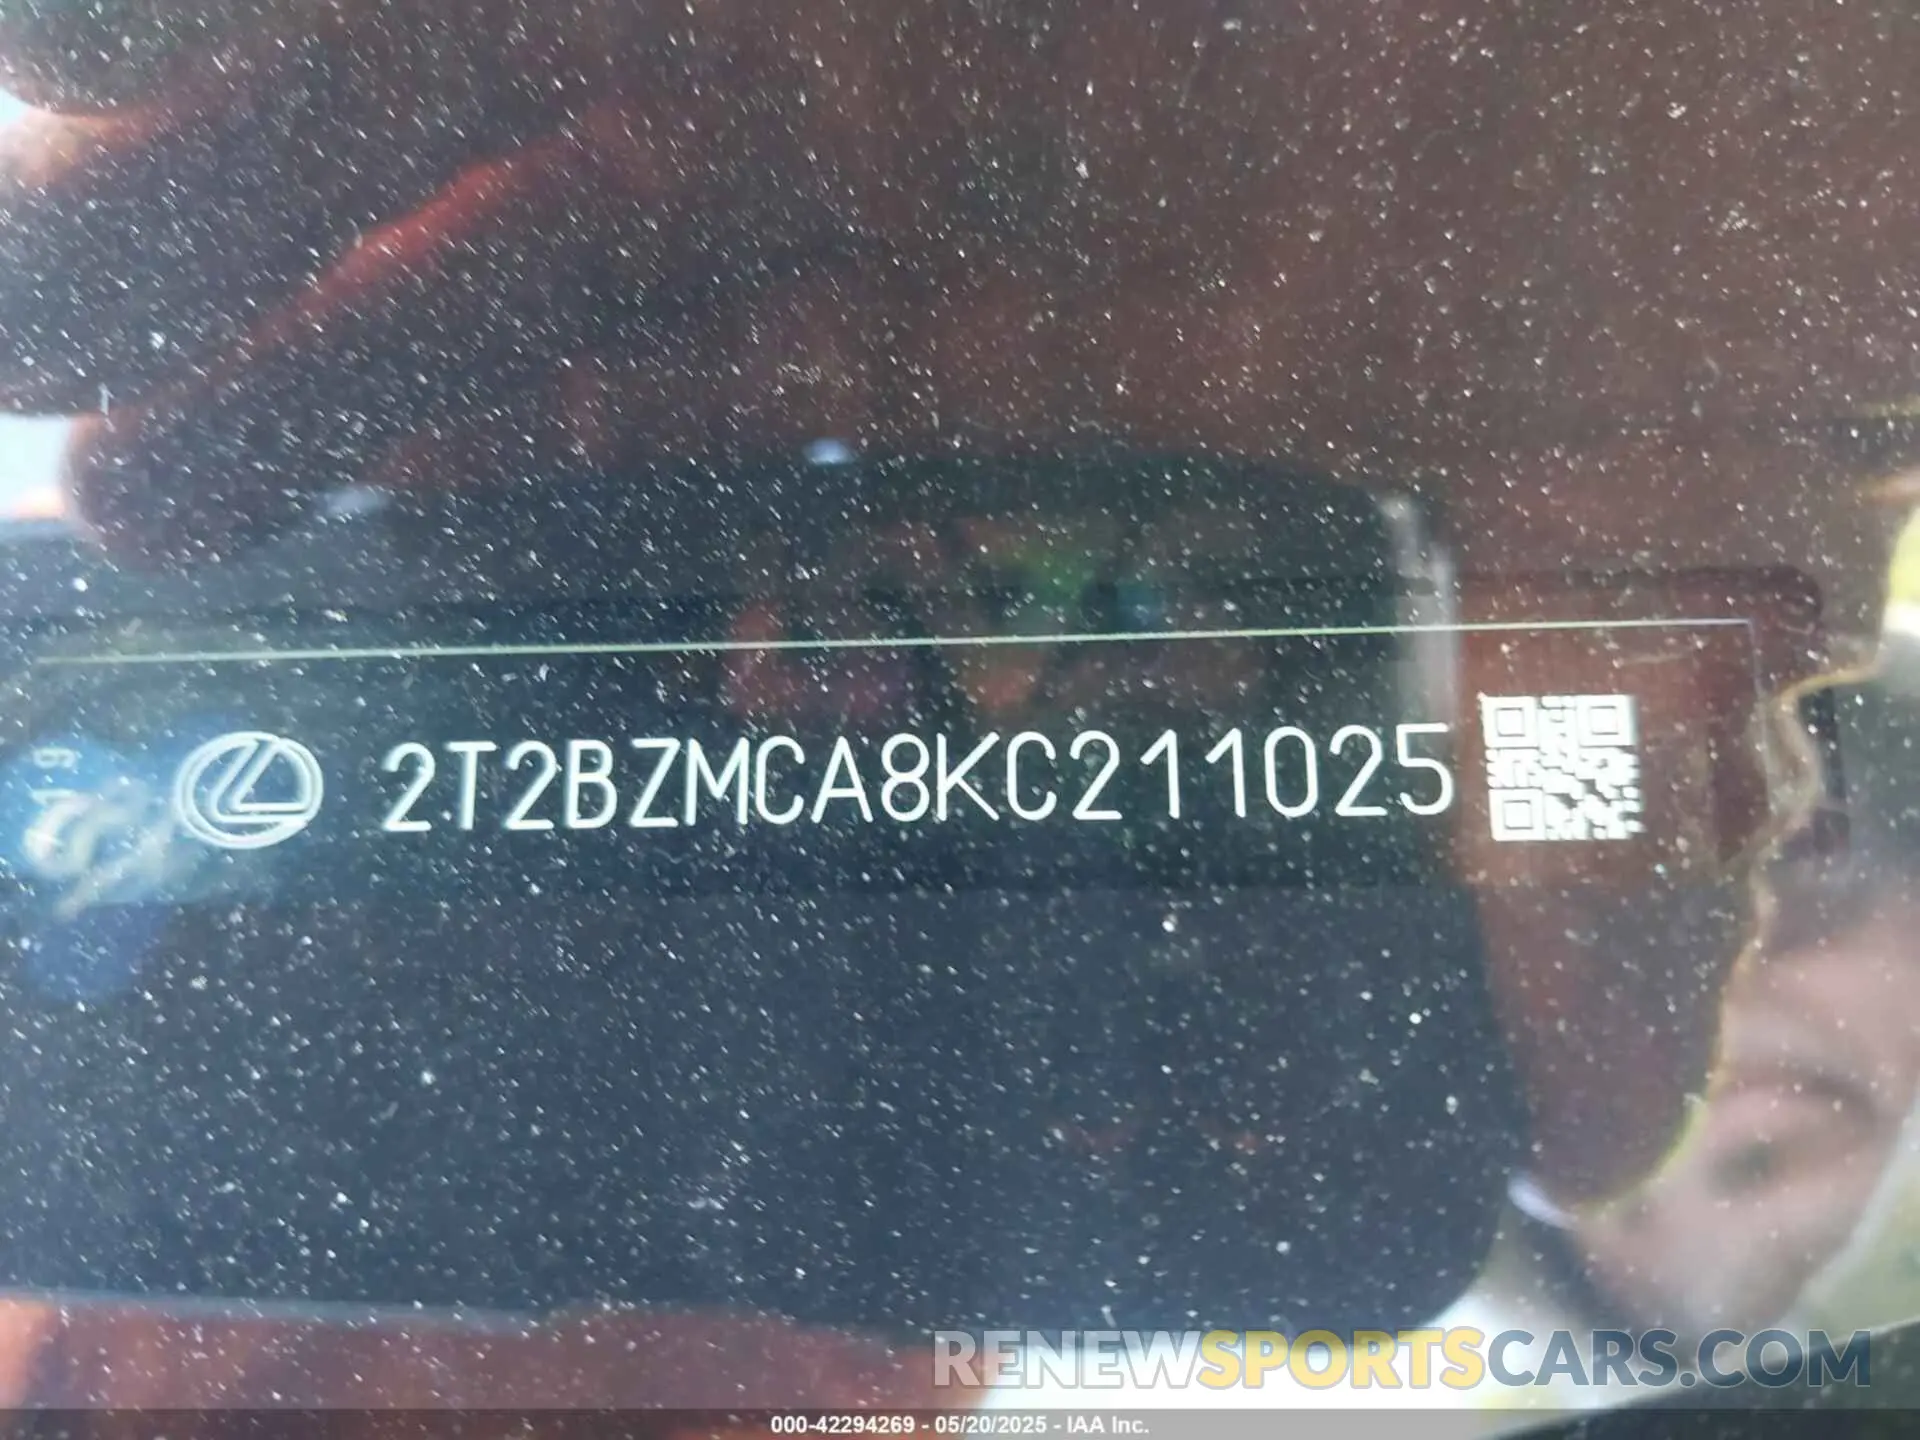 2T2BZMCA8KC211025
RENEWSPORTSCARS.COM
000-42294269 - 05/20/2025 - IAA Inc.